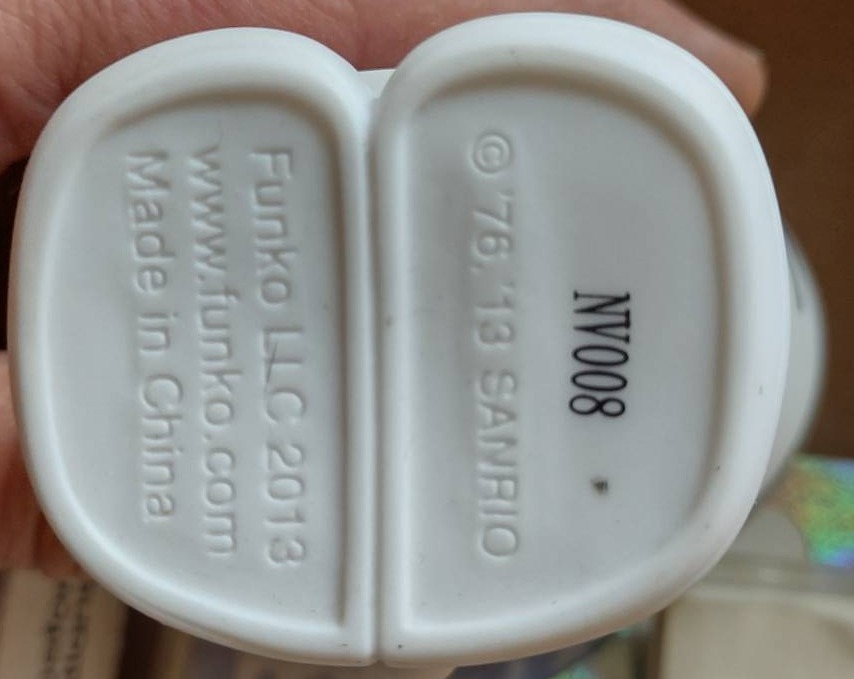 NV008
© '76, '13 SANRIO
Funko LLC 2013
www.funko.com
Made in China